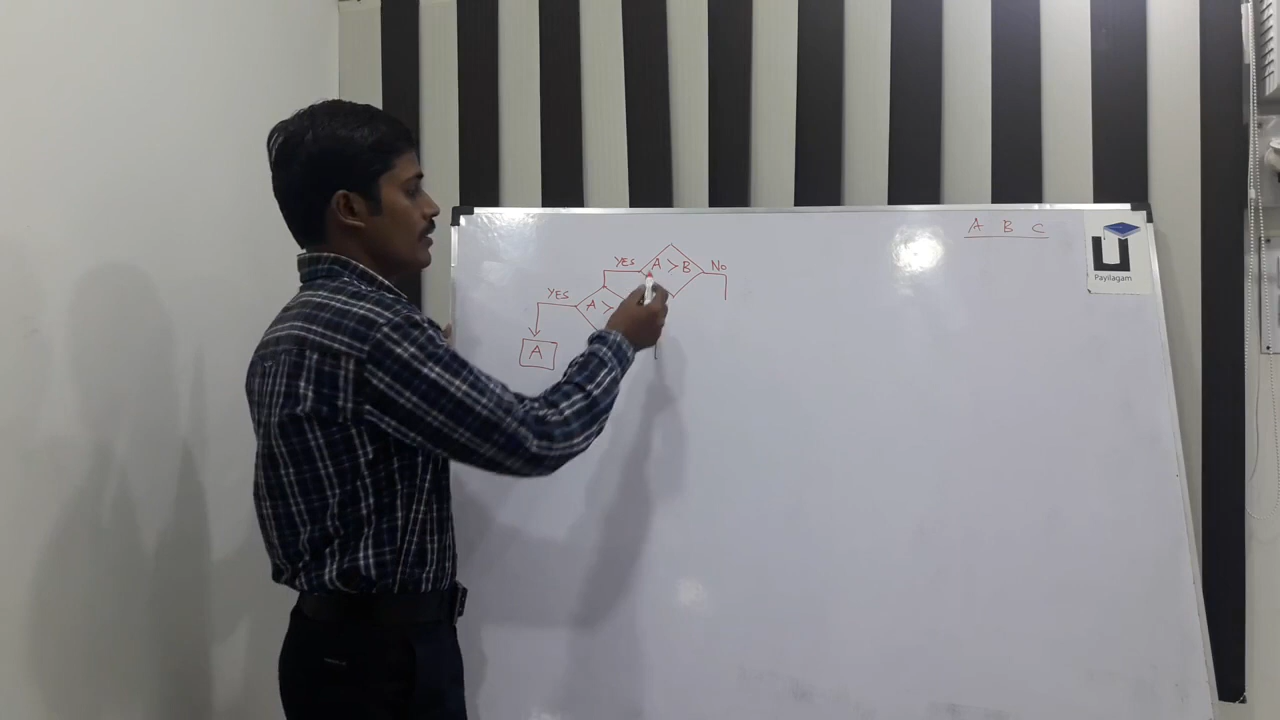 A B C
YES A > B No
YES A >
A
Payilagam